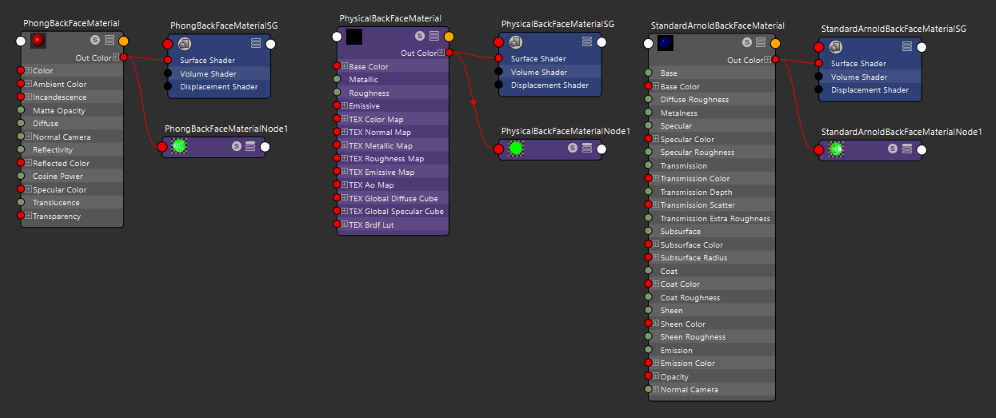 PhongBackFaceMaterial
S
Out Color
Color
Ambient Color
Incandescence
Matte Opacity
Diffuse
Normal Camera
Reflectivity
Reflected Color
Cosine Power
Specular Color
Translucence
Transparency
PhongBackFaceMaterialSG
Surface Shader
Volume Shader
Displacement Shader
PhongBackFaceMaterialNode1
S
PhysicalBackFaceMaterial
S
Out Color
Base Color
Metallic
Roughness
Emissive
TEX Color Map
TEX Normal Map
TEX Metallic Map
TEX Roughness Map
TEX Emissive Map
TEX Ao Map
TEX Global Diffuse Cube
TEX Global Specular Cube
TEX Brdf Lut
PhysicalBackFaceMaterialSG
Surface Shader
Volume Shader
Displacement Shader
PhysicalBackFaceMaterialNode1
S
StandardArnoldBackFaceMaterial
S
Out Color
Base
Base Color
Diffuse Roughness
Metalness
Specular
Specular Color
Specular Roughness
Transmission
Transmission Color
Transmission Depth
Transmission Scatter
Transmission Extra Roughness
Subsurface
Subsurface Color
Subsurface Radius
Coat
Coat Color
Coat Roughness
Sheen
Sheen Color
Sheen Roughness
Emission
Emission Color
Opacity
Normal Camera
StandardArnoldBackFaceMaterialSG
Surface Shader
Volume Shader
Displacement Shader
StandardArnoldBackFaceMaterialNode1
S